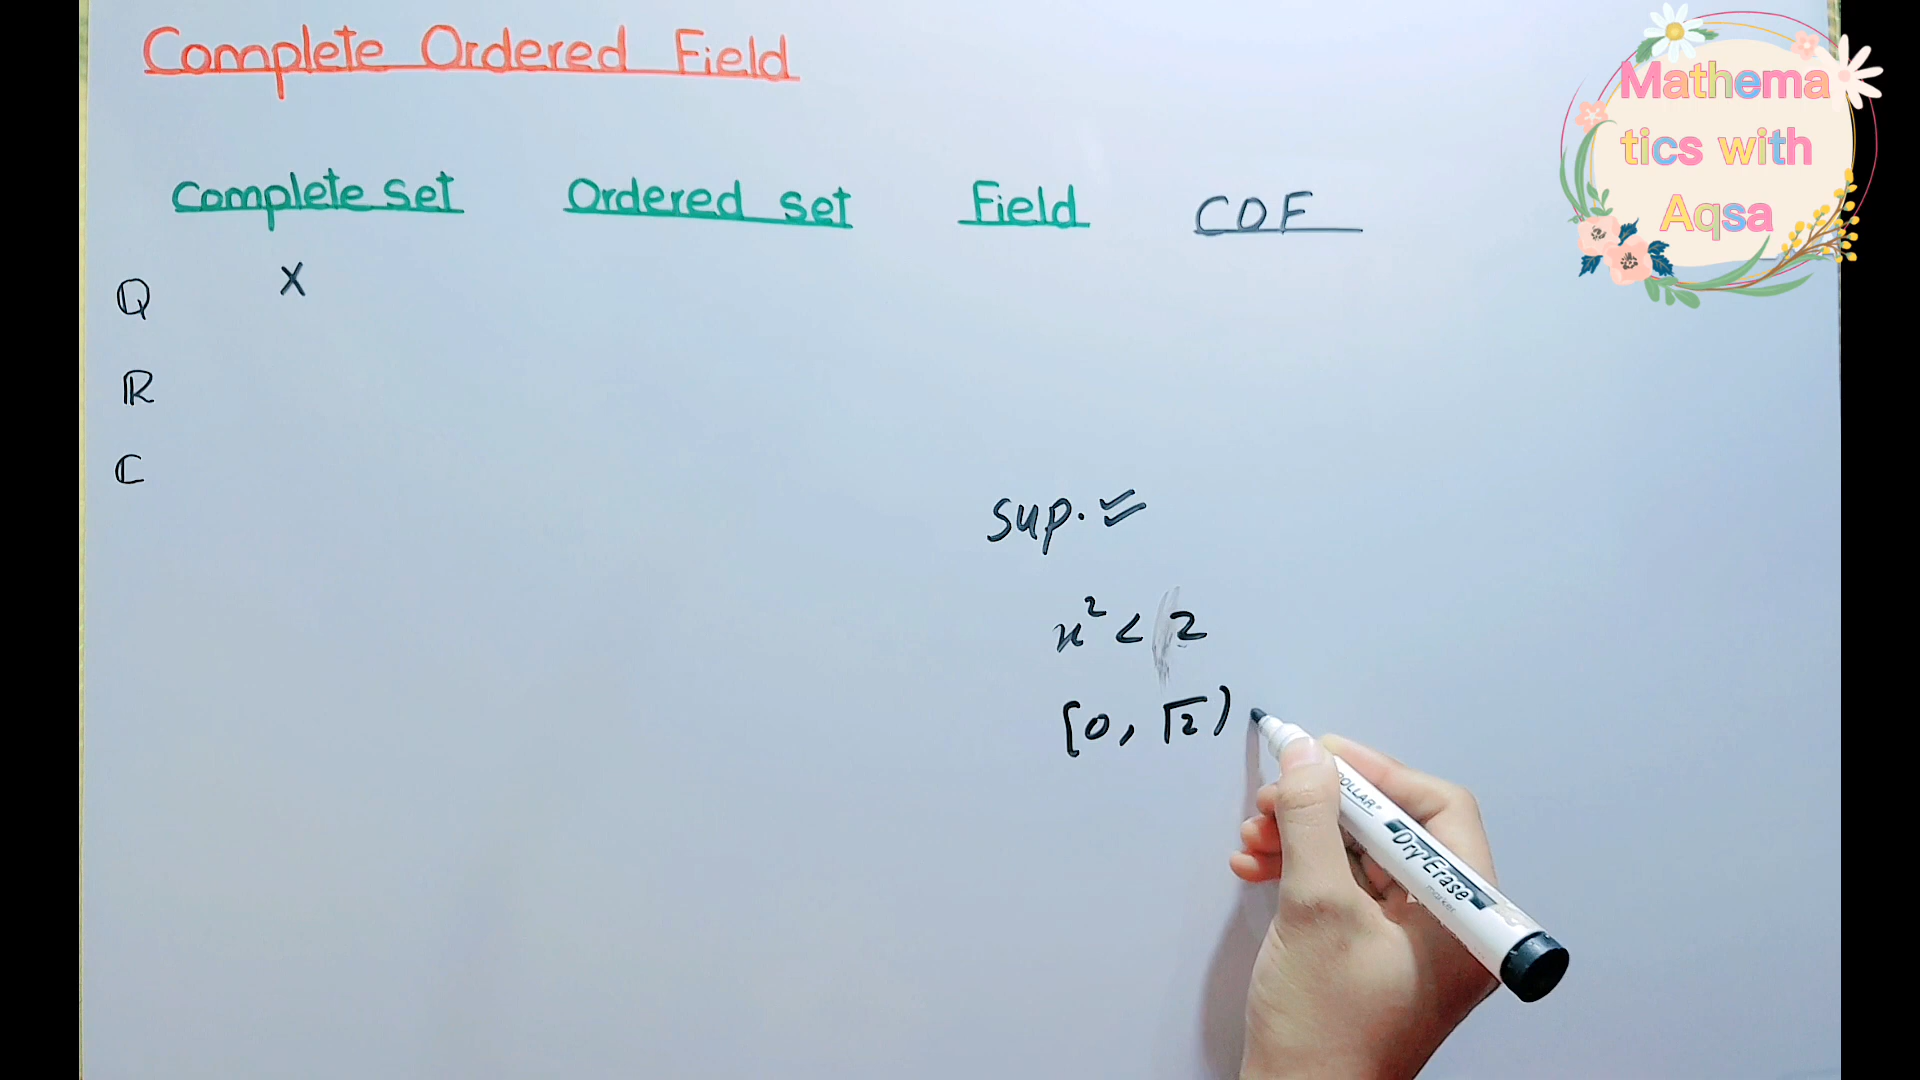 Complete Ordered Field
Mathema
tics with
Aqsa
Complete set Ordered set Field COF
Q X
R
C
sup. =
x² < 2
[0, √2)
DOLLAR®
Dry Erase
marker